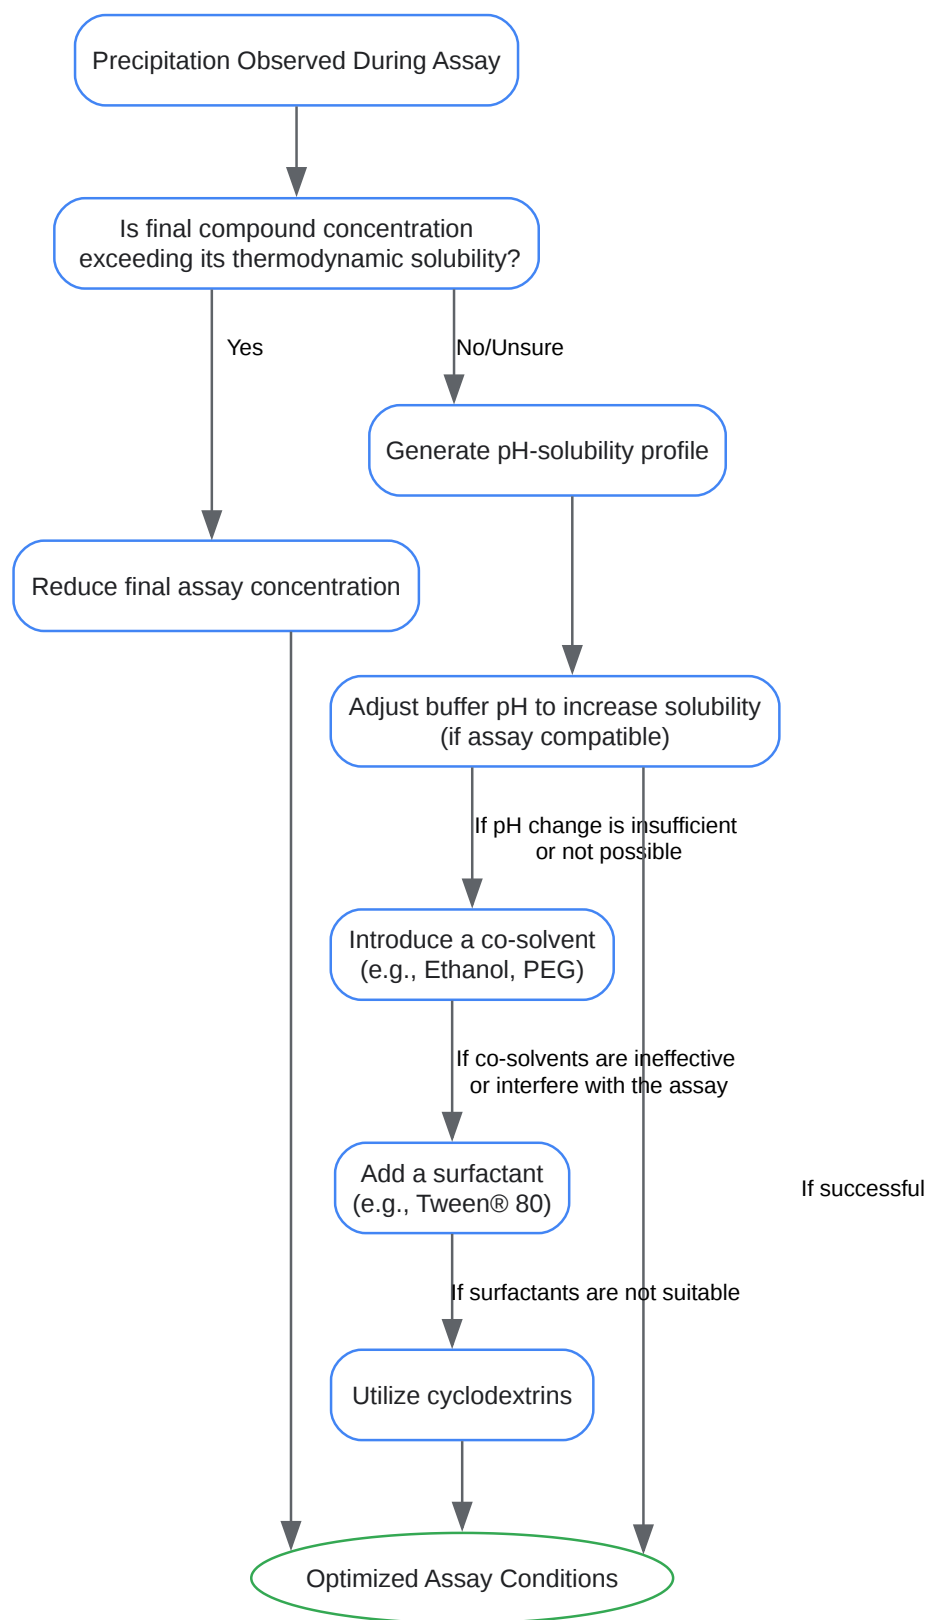 Precipitation Observed During Assay
Is final compound concentration
exceeding its thermodynamic solubility?
Yes
No/Unsure
Generate pH-solubility profile
Reduce final assay concentration
Adjust buffer pH to increase solubility
(if assay compatible)
If pH change is insufficient
or not possible
Introduce a co-solvent
(e.g., Ethanol, PEG)
If co-solvents are ineffective
or interfere with the assay
Add a surfactant
(e.g., Tween® 80)
If successful
If surfactants are not suitable
Utilize cyclodextrins
Optimized Assay Conditions